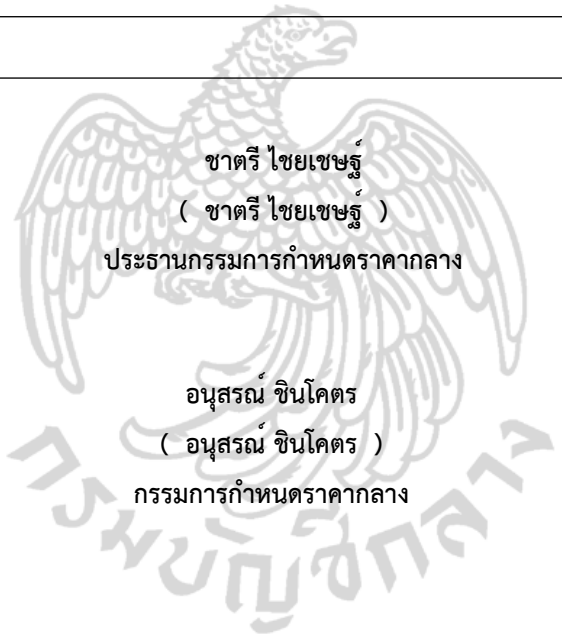 ชาตรี ไชยเชษฐ์
( ชาตรี ไชยเชษฐ์ )
ประธานกรรมการกำหนดราคากลาง
อนุสรณ์ ชินโคตร
( อนุสรณ์ ชินโคตร )
กรรมการกำหนดราคากลาง
กรมบัญชีกลาง